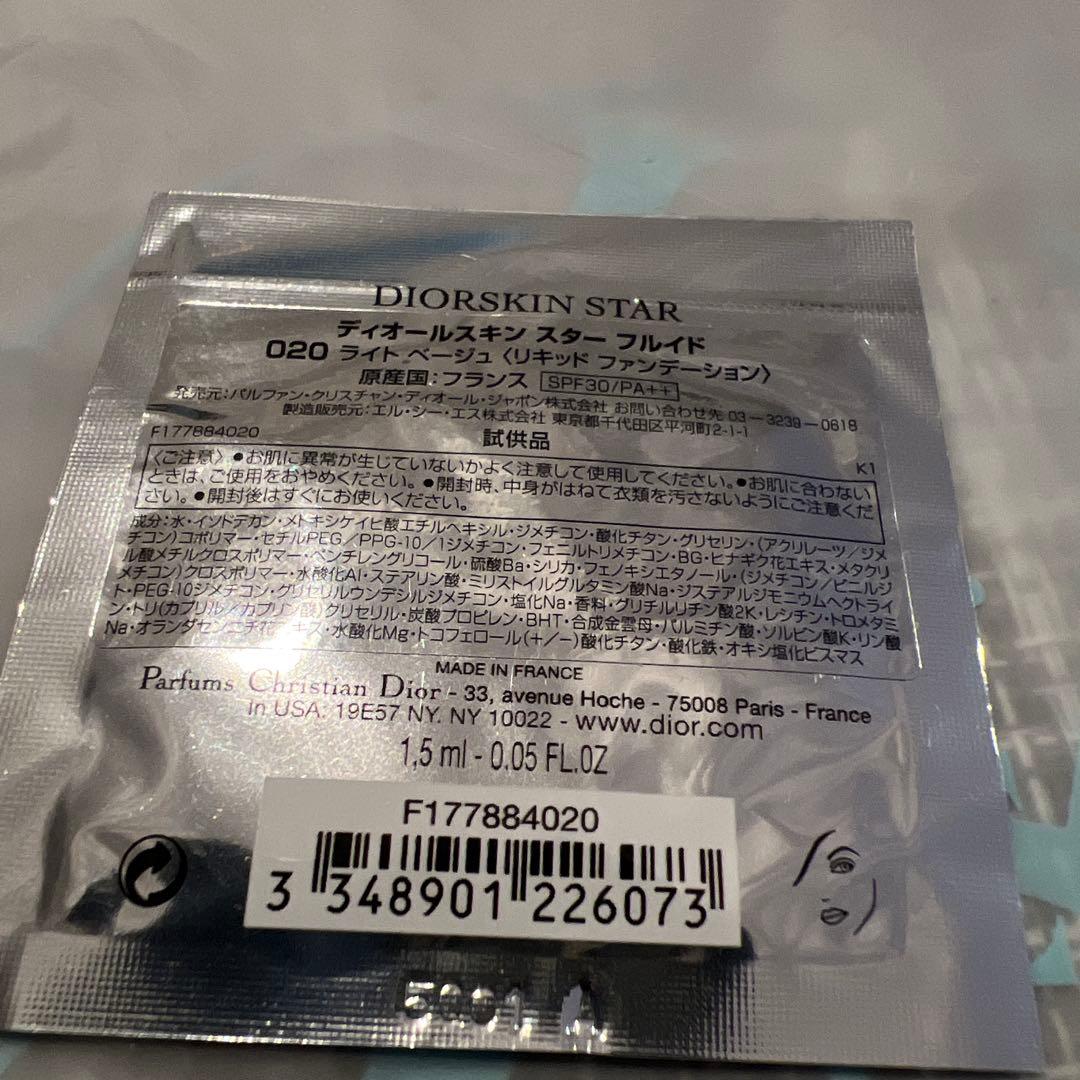 DIORSKIN STAR
ディオールスキン スター フルイド
020 ライト ベージュ〈リキッド ファンデーション〉
原産国：フランス SPF30/PA++
発売元：パルファン・クリスチャン・ディオール・ジャポン株式会社 お問い合わせ先 03－3239－0618
製造販売元：エル・シー・エス株式会社 東京都千代田区平河町2-1-1
F177884020 試供品 K1
〈ご注意〉●お肌に異常が生じていないかよく注意して使用してください。●お肌に合わない
ときは、ご使用をおやめください。●開封時、中身がはねて衣類を汚さないようにご注意くだ
さい。●開封後はすぐにお使いください。
成分：水・イソドデカン・メトキシケイヒ酸エチルヘキシル・ジメチコン・酸化チタン・グリセリン・（アクリレーツ／ジメ
チコン）コポリマー・セチルPEG／PPG-10／1ジメチコン・フェニルトリメチコン・BG・ヒナギク花エキス・メタクリ
ル酸メチルクロスポリマー・ペンチレングリコール・硫酸Ba・シリカ・フェノキシエタノール・（ジメチコン／ビニルジ
メチコン）クロスポリマー・水酸化Al・ステアリン酸・ミリストイルグルタミン酸Na・ジステアルジモニウムヘクトライ
ト・PEG-10ジメチコン・グリセリルウンデシルジメチコン・塩化Na・香料・グリチルリチン酸2K・レシチン・トロメタミ
ン・トリ（カプリル／カプリン酸）グリセリル・炭酸プロピレン・BHT・合成金雲母・パルミチン酸・ソルビン酸K・リン酸
Na・オランダセンニチ花エキス・水酸化Mg・トコフェロール（+/−）酸化チタン・酸化鉄・オキシ塩化ビスマス
MADE IN FRANCE
Parfums Christian Dior - 33, avenue Hoche - 75008 Paris - France
In USA: 19E57 NY. NY 10022 - www.dior.com
1,5 ml - 0.05 FL.OZ
F177884020
3 348901 226073